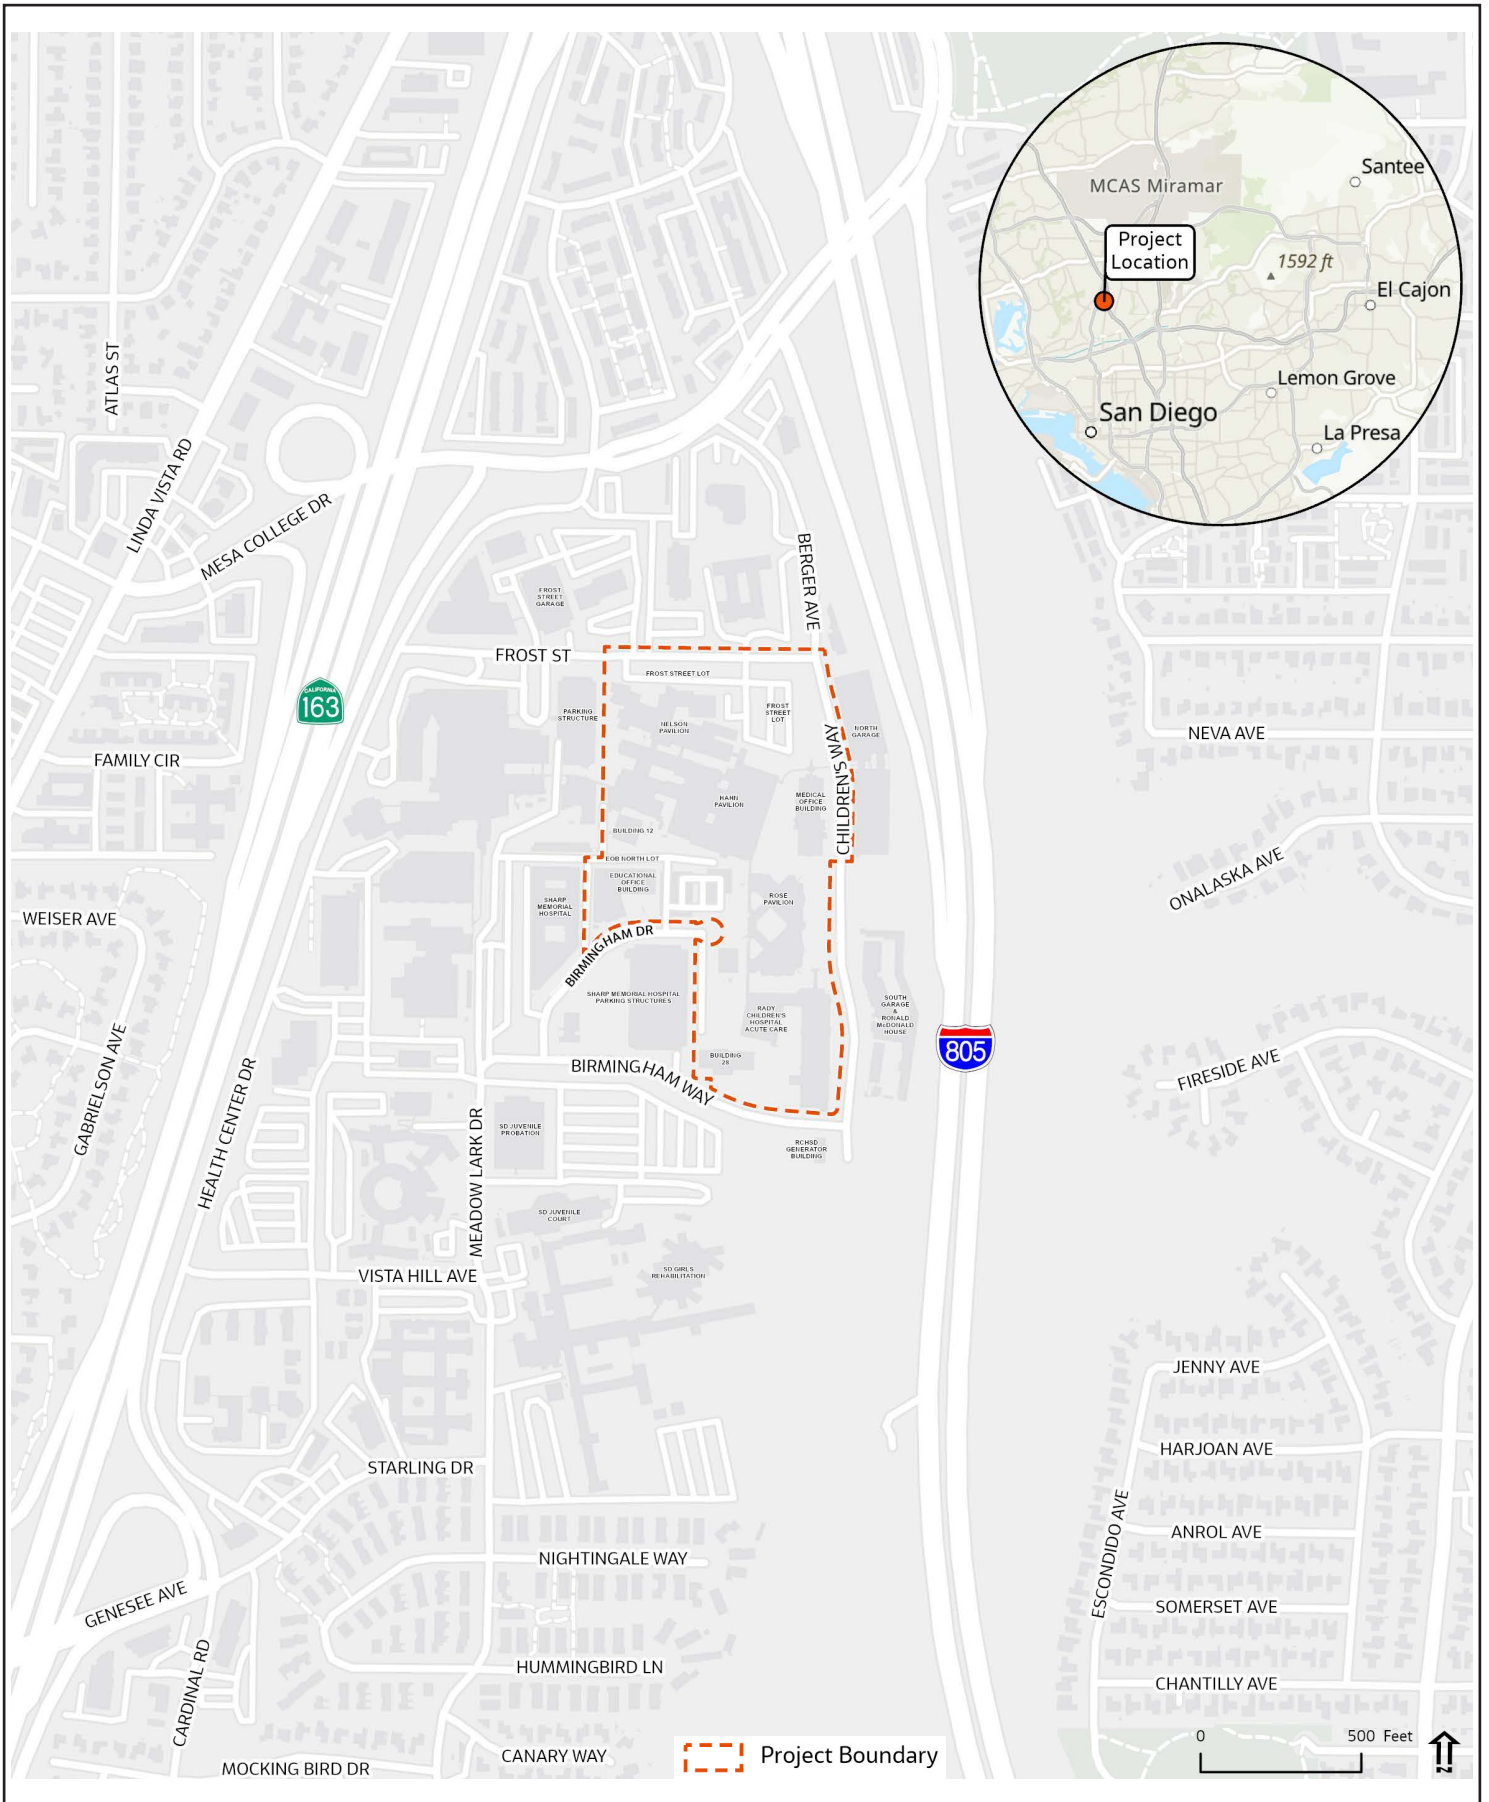 Santee
MCAS Miramar
Project
Location
1592 ft
El Cajon
Lemon Grove
San Diego
La Presa
ATLAS ST
LINDA VISTA RD
MESA COLLEGE DR
BERGER AVE
FROST
STREET
GARAGE
FROST ST
FROST STREET LOT
CALIFORNIA
163
PARKING
STRUCTURE
NELSON
PAVILION
FROST
STREET
LOT
NORTH
GARAGE
CHILDREN'S WAY
NEVA AVE
FAMILY CIR
HAHN
PAVILION
MEDICAL
OFFICE
BUILDING
BUILDING 12
EOB NORTH LOT
EDUCATIONAL
OFFICE
BUILDING
ONALASKA AVE
SHARP
MEMORIAL
HOSPITAL
ROSE
PAVILION
WEISER AVE
BIRMINGHAM DR
SHARP MEMORIAL HOSPITAL
PARKING STRUCTURES
RADY
CHILDREN'S
HOSPITAL
ACUTE CARE
SOUTH
GARAGE
&
RONALD
McDONALD
HOUSE
805
BUILDING
28
BIRMINGHAM WAY
FIRESIDE AVE
GABRIELSON AVE
HEALTH CENTER DR
MEADOW LARK DR
SD JUVENILE
PROBATION
RCHSD
GENERATOR
BUILDING
SD JUVENILE
COURT
SD GIRLS
REHABILITATION
VISTA HILL AVE
JENNY AVE
HARJOAN AVE
STARLING DR
ESCONDIDO AVE
ANROL AVE
NIGHTINGALE WAY
GENESEE AVE
SOMERSET AVE
CARDINAL RD
HUMMINGBIRD LN
CHANTILLY AVE
0 500 Feet
N
Project Boundary
CANARY WAY
MOCKING BIRD DR